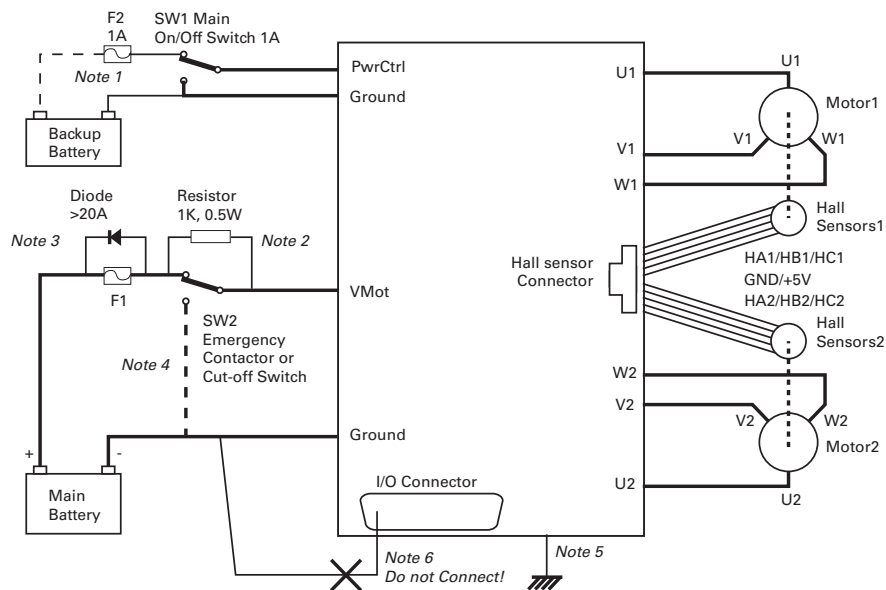 F2
1A
SW1 Main
On/Off Switch 1A
Note 1
Backup
Battery
PwrCtrl
Ground
Diode
>20A
Resistor
1K, 0.5W
Note 3
Note 2
F1
VMot
SW2
Emergency
Contactor or
Cut-off Switch
Note 4
Ground
+
-
Main
Battery
I/O Connector
Note 6
Do not Connect!
Note 5
Hall sensor
Connector
U1
V1
W1
U1
Motor1
V1
W1
Hall
Sensors1
HA1/HB1/HC1
GND/+5V
HA2/HB2/HC2
Hall
Sensors2
W2
V2
U2
V2
W2
Motor2
U2